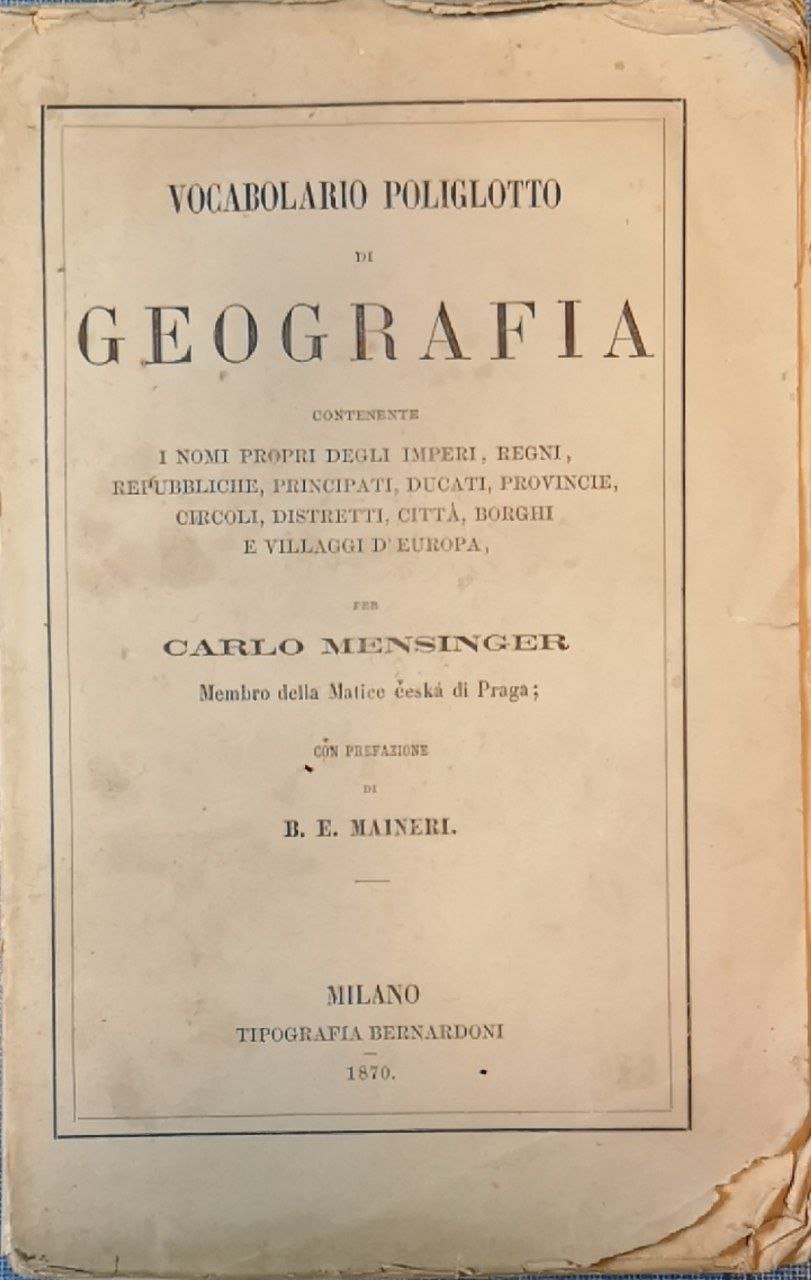 VOCABOLARIO POLIGLOTTO
DI
GEOGRAFIA
CONTENENTE
I NOMI PROPRI DEGLI IMPERI, REGNI,
REPUBBLICHE, PRINCIPATI, DUCATI, PROVINCIE,
CIRCOLI, DISTRETTI, CITTÀ, BORGHI
E VILLAGGI D'EUROPA,
PER
CARLO MENSINGER
Membro della Matice česká di Praga;
CON PREFAZIONE
DI
B. E. MAINERI.
MILANO
TIPOGRAFIA BERNARDONI
1870.